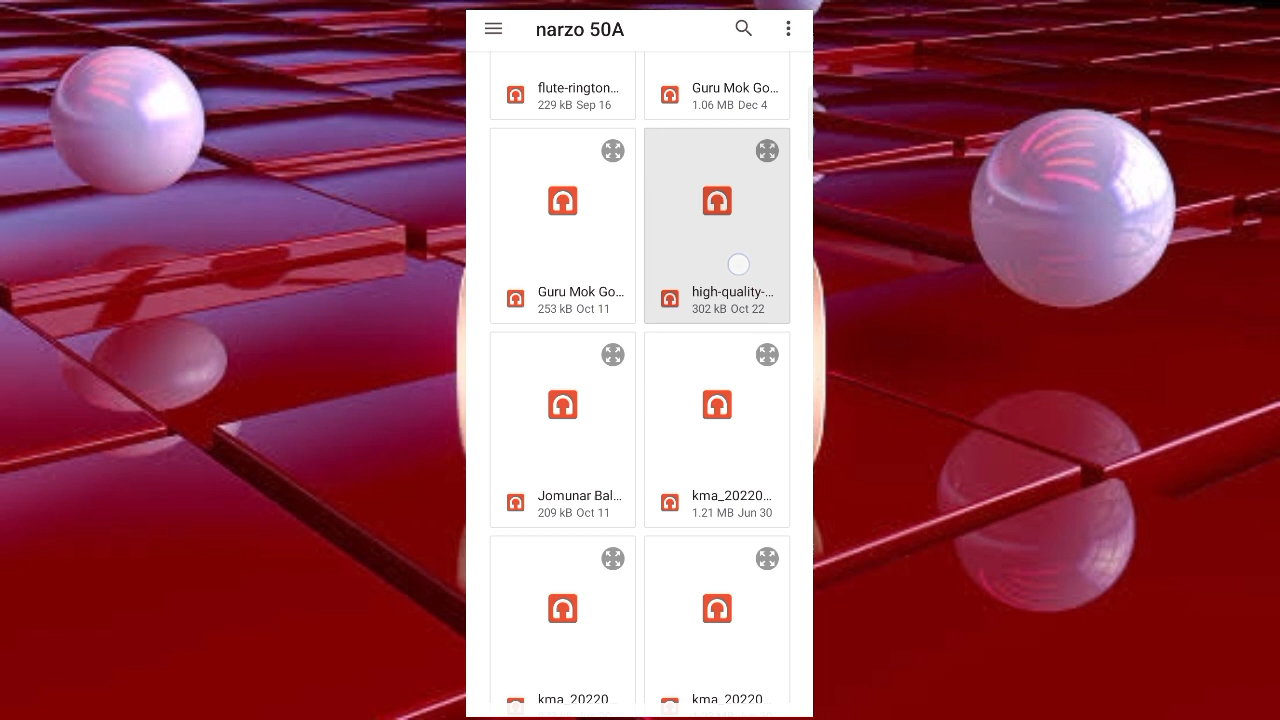 narzo 50A
flute-rington...
229 kB Sep 16
Guru Mok Go...
1.06 MB Dec 4
Guru Mok Go...
253 kB Oct 11
high-quality-...
302 kB Oct 22
Jomunar Bal...
209 kB Oct 11
kma_20220...
1.21 MB Jun 30
kma_20220...
kma_20220...